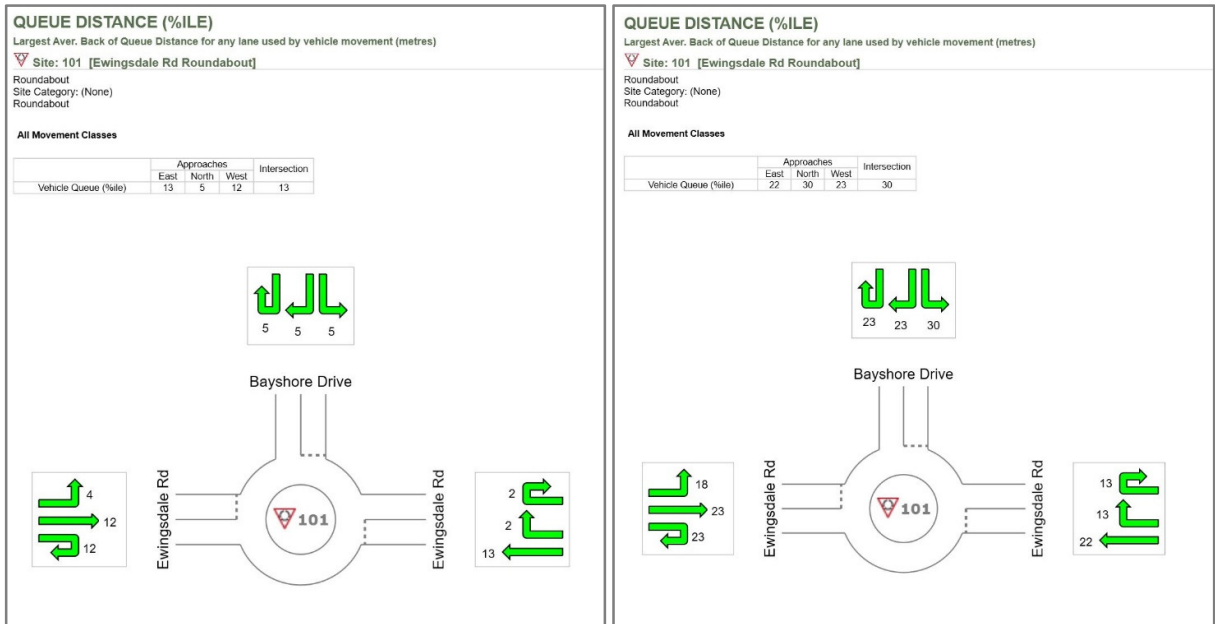 QUEUE DISTANCE (%ILE)
Largest Aver. Back of Queue Distance for any lane used by vehicle movement (metres)
Site: 101 [Ewingsdale Rd Roundabout]
Roundabout
Site Category: (None)
Roundabout
All Movement Classes
Approaches Intersection
East North West
Vehicle Queue (%ile) 13 5 12 13
5 5 5
Bayshore Drive
Ewingsdale Rd
4
12
12
101
Ewingsdale Rd
2
2
13
QUEUE DISTANCE (%ILE)
Largest Aver. Back of Queue Distance for any lane used by vehicle movement (metres)
Site: 101 [Ewingsdale Rd Roundabout]
Roundabout
Site Category: (None)
Roundabout
All Movement Classes
Approaches Intersection
East North West
Vehicle Queue (%ile) 22 30 23 30
23 23 30
Bayshore Drive
Ewingsdale Rd
18
23
23
101
Ewingsdale Rd
13
13
22